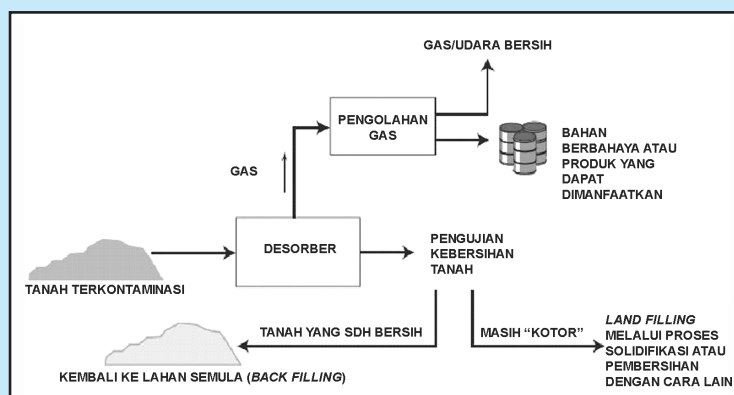 GAS/UDARA BERSIH
PENGOLAHAN
GAS
BAHAN
BERBAHAYA ATAU
PRODUK YANG
DAPAT
DIMANFAATKAN
GAS
DESORBER
PENGUJIAN
KEBERSIHAN
TANAH
TANAH TERKONTAMINASI
TANAH YANG SDH BERSIH
MASIH “KOTOR”
LAND FILLING
MELALUI PROSES
SOLIDIFIKASI ATAU
PEMBERSIHAN
DENGAN CARA LAIN
KEMBALI KE LAHAN SEMULA (BACK FILLING)